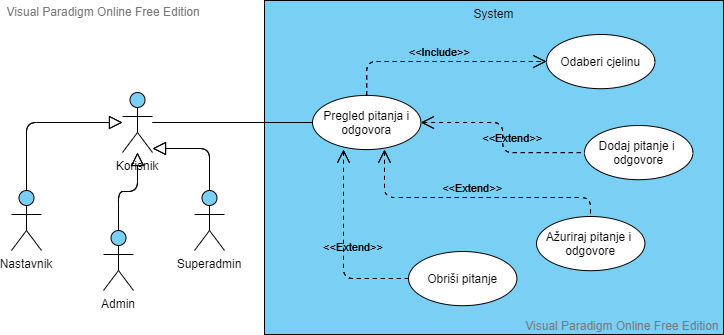 Visual Paradigm Online Free Edition
System
<<Include>>
Odaberi cjelinu
Pregled pitanja i
odgovora
<<Extend>>
Dodaj pitanje i
odgovore
Korisnik
<<Extend>>
Ažuriraj pitanje i
odgovore
Nastavnik
Superadmin
<<Extend>>
Obriši pitanje
Admin
Visual Paradigm Online Free Edition